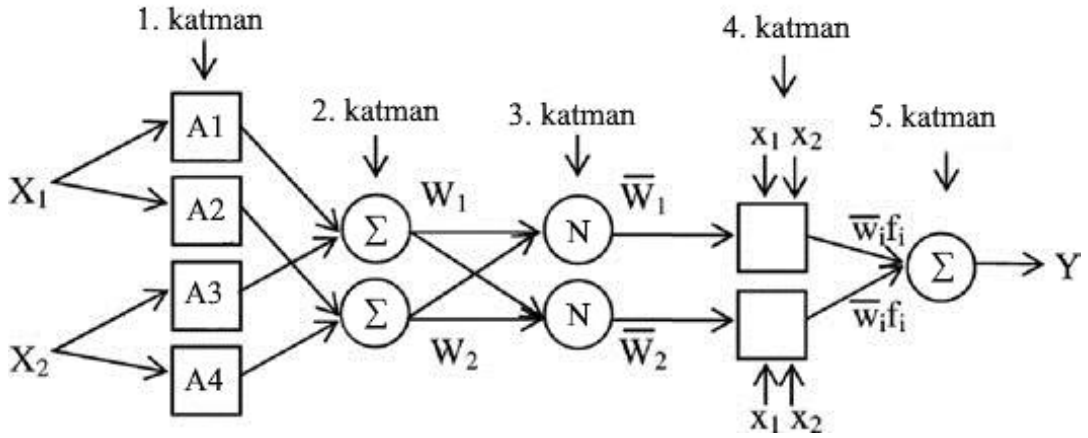 1. katman
2. katman
3. katman
4. katman
5. katman
X₁
X₂
A1
A2
A3
A4
Σ
Σ
W₁
W₂
N
N
W̅₁
W̅₂
x₁ x₂
x₁ x₂
w̅ᵢfᵢ
w̅ᵢfᵢ
Σ
Y